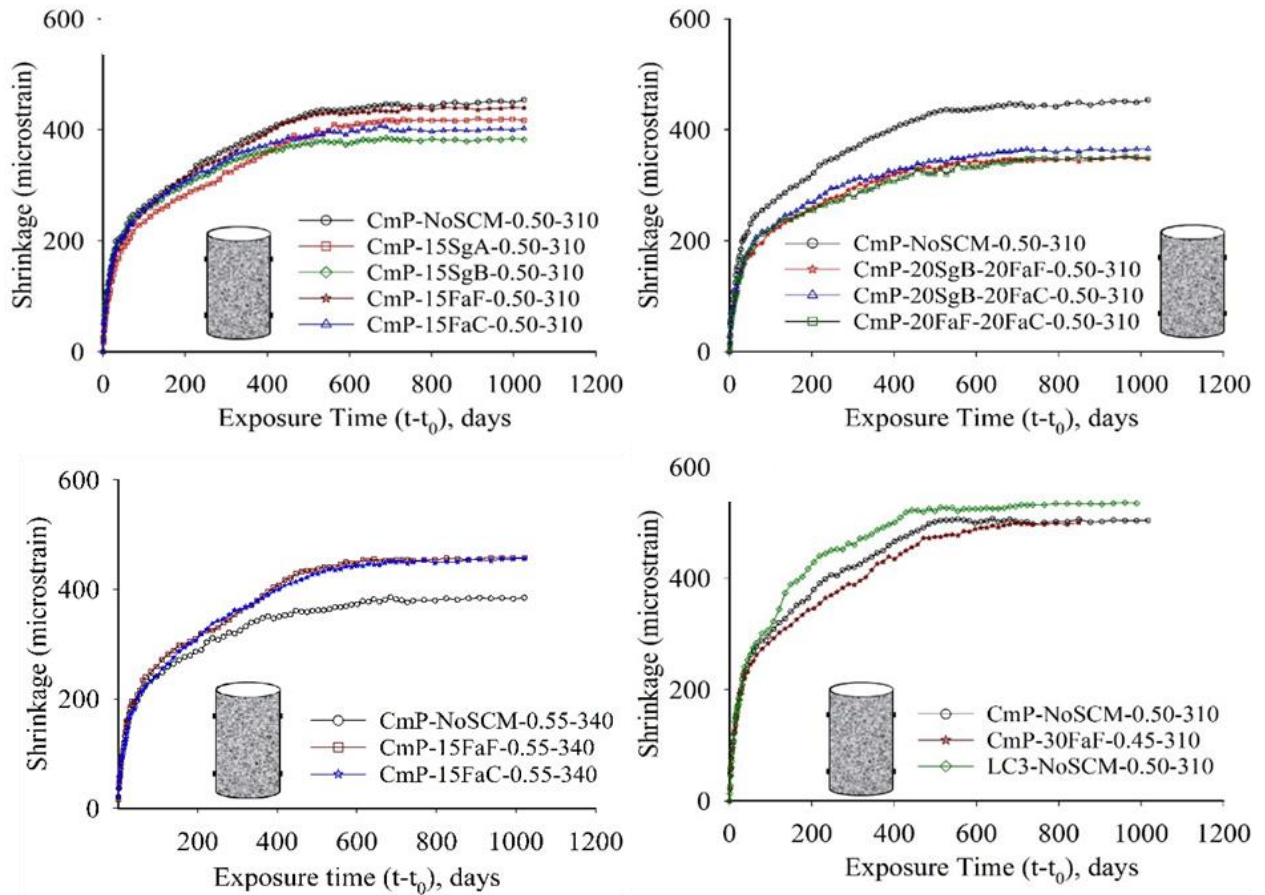 600
400
200
0
Shrinkage (microstrain)
CmP-NoSCM-0.50-310
CmP-15SgA-0.50-310
CmP-15SgB-0.50-310
CmP-15FaF-0.50-310
CmP-15FaC-0.50-310
0 200 400 600 800 1000 1200
Exposure Time (t-t₀), days
600
400
200
0
Shrinkage (microstrain)
CmP-NoSCM-0.50-310
CmP-20SgB-20FaF-0.50-310
CmP-20SgB-20FaC-0.50-310
CmP-20FaF-20FaC-0.50-310
0 200 400 600 800 1000 1200
Exposure Time (t-t₀), days
600
400
200
0
Shrinkage (microstrain)
CmP-NoSCM-0.55-340
CmP-15FaF-0.55-340
CmP-15FaC-0.55-340
200 400 600 800 1000 1200
Exposure time (t-t₀), days
600
400
200
0
Shrinkage (microstrain)
CmP-NoSCM-0.50-310
CmP-30FaF-0.45-310
LC3-NoSCM-0.50-310
0 200 400 600 800 1000 1200
Exposure Time (t-t₀), days